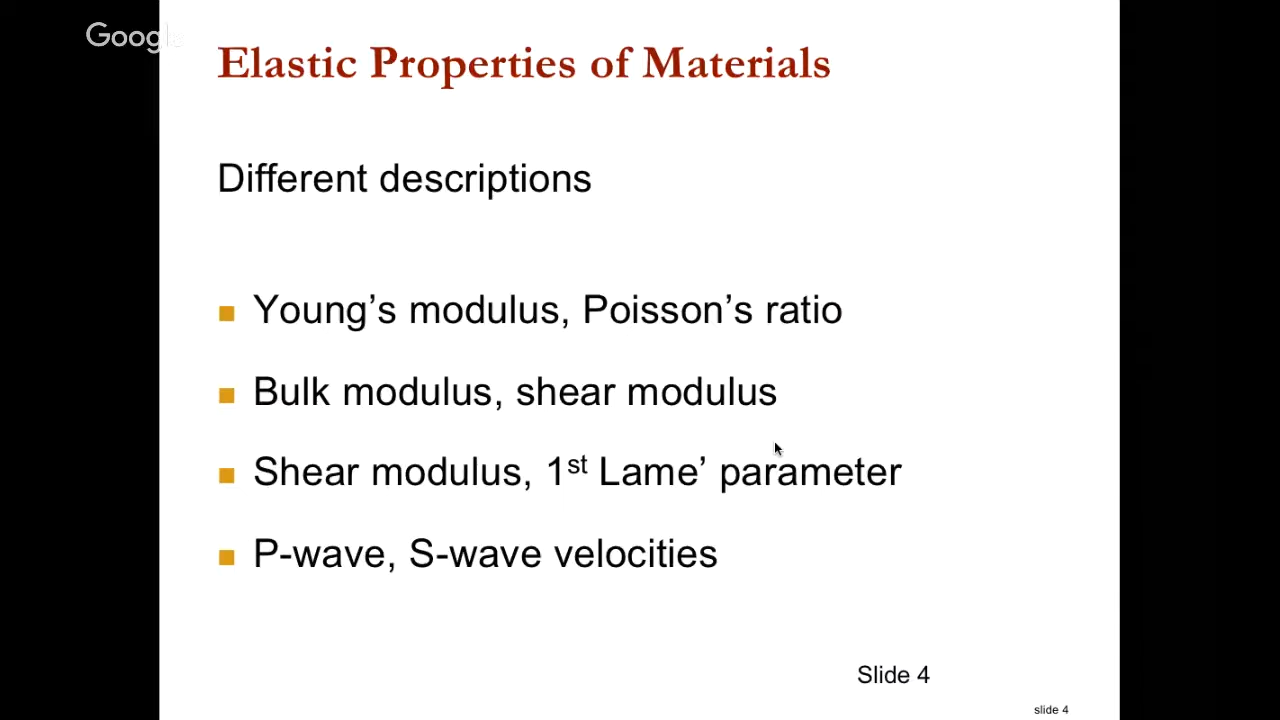 Google
Elastic Properties of Materials
Different descriptions
Young’s modulus, Poisson’s ratio
Bulk modulus, shear modulus
Shear modulus, 1st Lame’ parameter
P-wave, S-wave velocities
Slide 4
slide 4